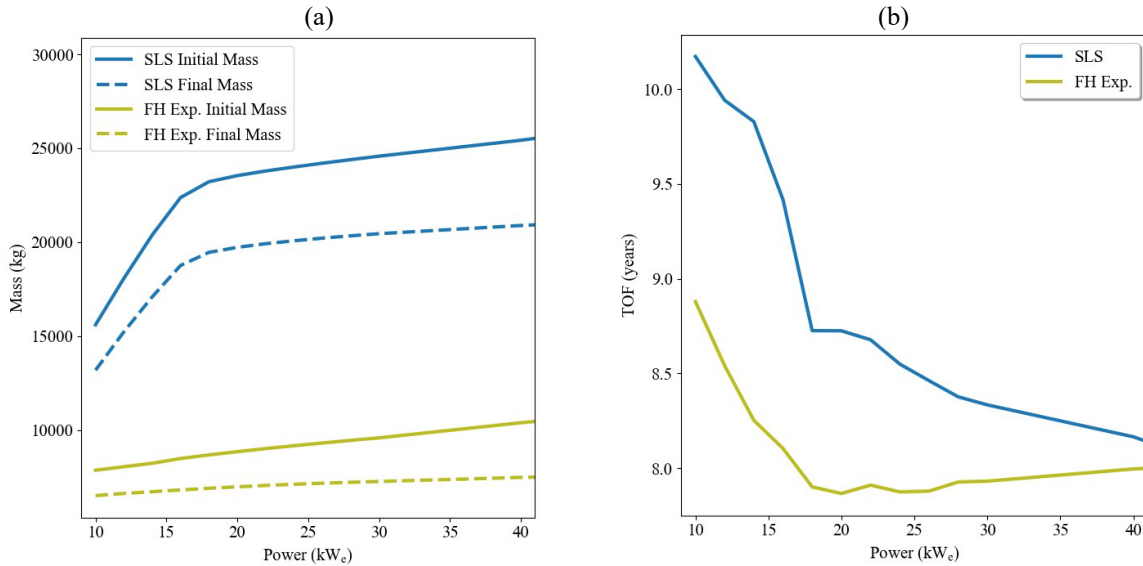 (a)
30000
25000
20000
15000
10000
Mass (kg)
SLS Initial Mass
SLS Final Mass
FH Exp. Initial Mass
FH Exp. Final Mass
10 15 20 25 30 35 40
Power (kWₑ)
(b)
10.0
9.5
9.0
8.5
8.0
TOF (years)
SLS
FH Exp.
10 15 20 25 30 35 40
Power (kWₑ)